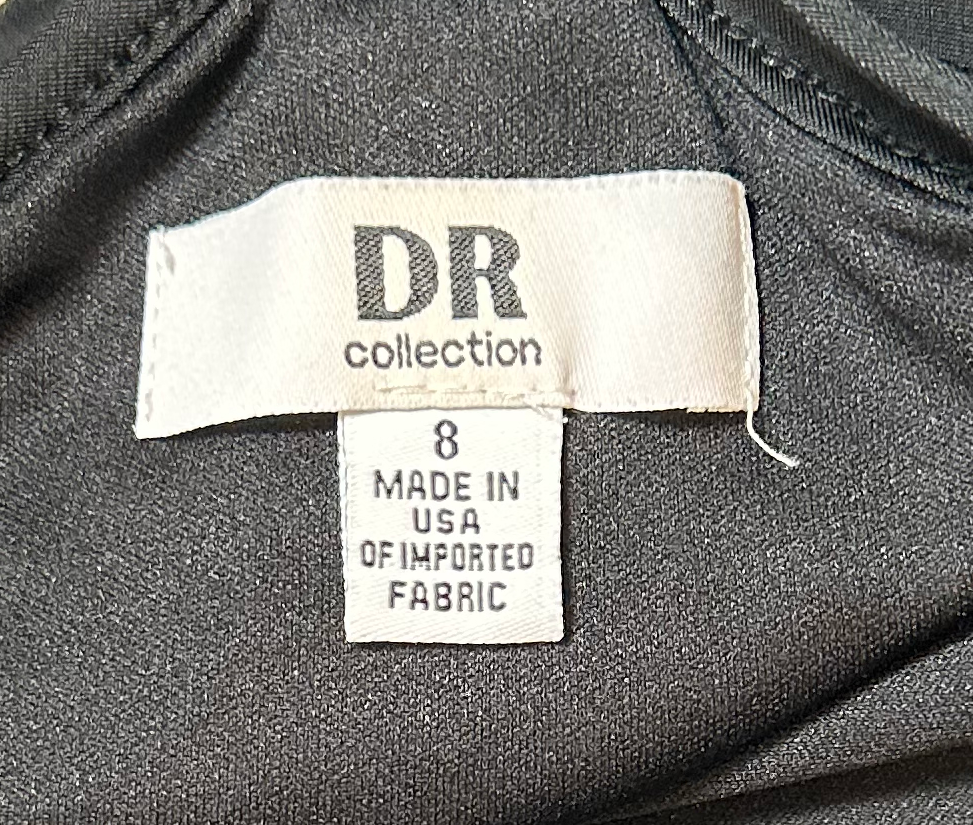 DR
collection
8
MADE IN
USA
OF IMPORTED
FABRIC